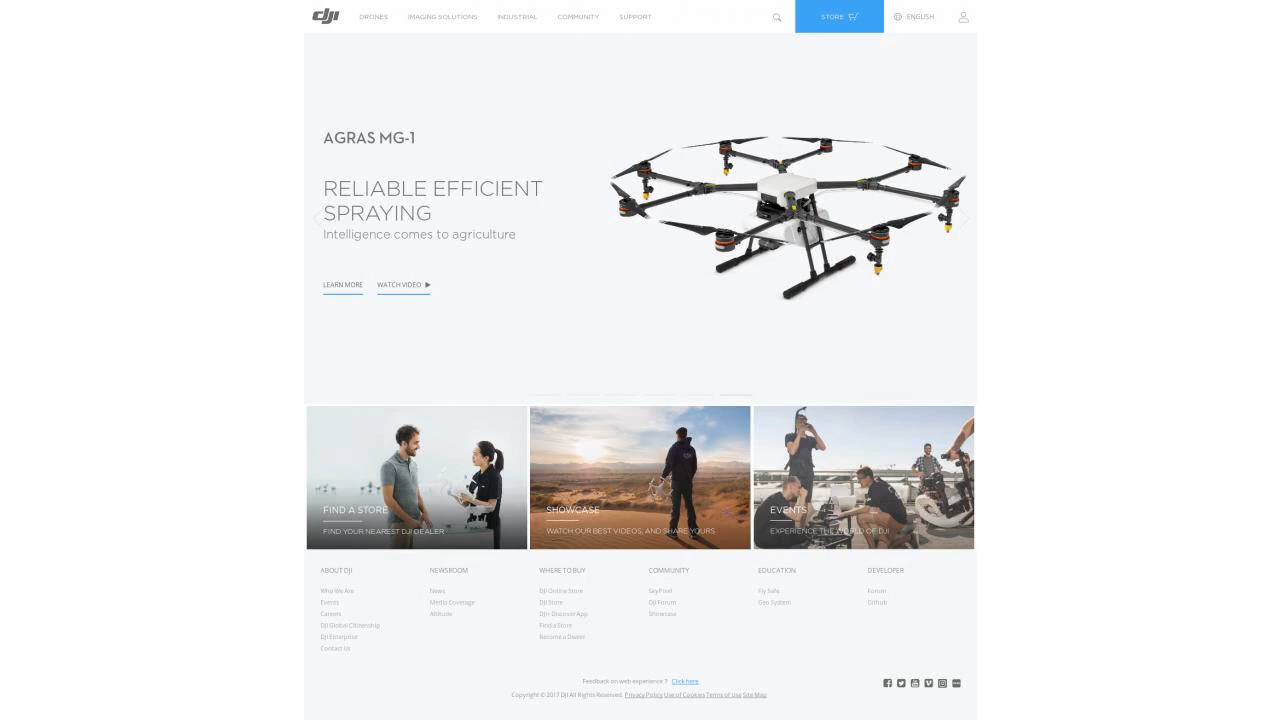 dji DRONES IMAGING SOLUTIONS INDUSTRIAL COMMUNITY SUPPORT STORE ENGLISH
AGRAS MG-1
RELIABLE EFFICIENT
SPRAYING
Intelligence comes to agriculture
LEARN MORE WATCH VIDEO
FIND A STORE
FIND YOUR NEAREST DJI DEALER
SHOWCASE
WATCH OUR BEST VIDEOS, AND SHARE YOURS
EVENTS
EXPERIENCE THE WORLD OF DJI
ABOUT DJI
Who We Are
Events
Careers
DJI Global Citizenship
DJI Enterprise
Contact Us
NEWSROOM
News
Media Coverage
Altitude
WHERE TO BUY
DJI Online Store
DJI Store
DJI+ Discover App
Find a Store
Become a Dealer
COMMUNITY
SkyPixel
DJI Forum
Showcase
EDUCATION
Fly Safe
Geo System
DEVELOPER
Forum
Github
Feedback on web experience ? Click here
Copyright © 2017 DJI All Rights Reserved. Privacy Policy Use of Cookies Terms of Use Site Map